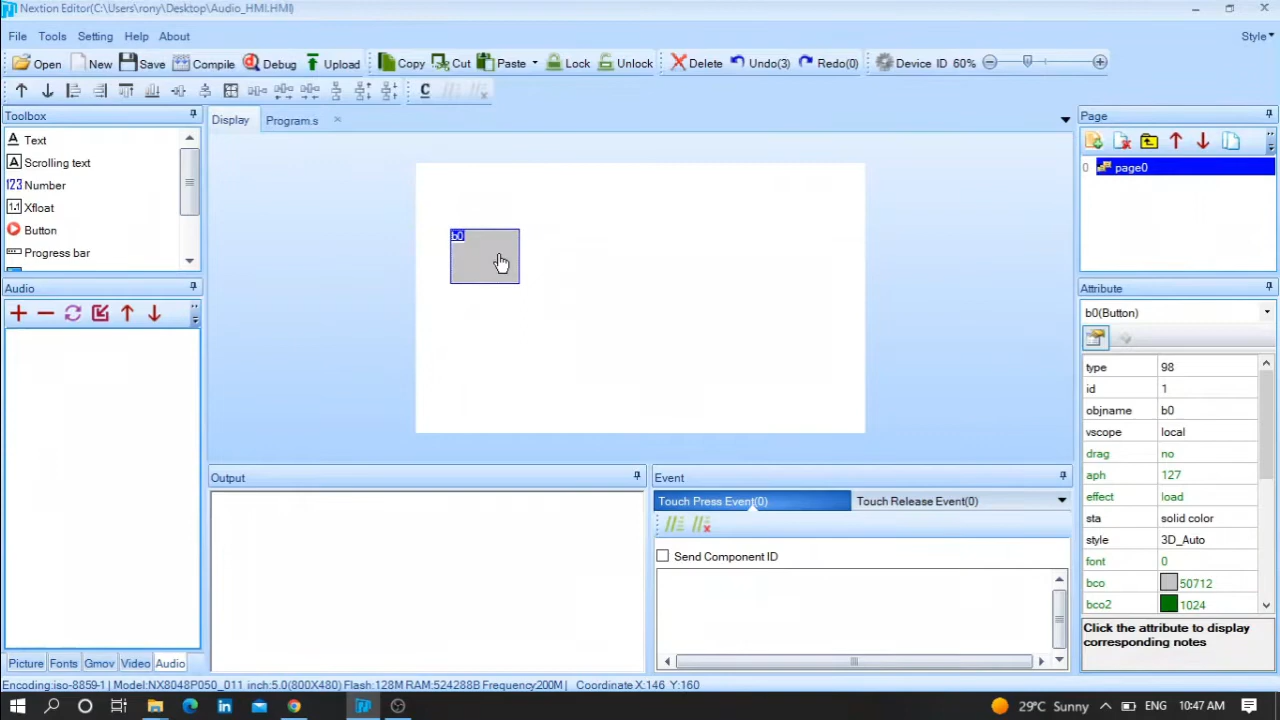 Nextion Editor(C:\Users\rony\Desktop\Audio_HMI.HMI)
File Tools Setting Help About Style
Open New Save Compile Debug Upload Copy Cut Paste Lock Unlock Delete Undo(3) Redo(0) Device ID 60%
Toolbox
A Text
A Scrolling text
123 Number
1.1 Xfloat
Button
Progress bar
Audio
Picture Fonts Gmov Video Audio
Display Program.s
b0
Output
Event
Touch Press Event(0) Touch Release Event(0)
Send Component ID
Page
0 page0
Attribute
b0(Button)
type 98
id 1
objname b0
vscope local
drag no
aph 127
effect load
sta solid color
style 3D_Auto
font 0
bco 50712
bco2 1024
Click the attribute to display
corresponding notes
Encoding:iso-8859-1| Model:NX8048P050_011 inch:5.0(800X480) Flash:128M RAM:524288B Frequency200M| Coordinate X:146 Y:160
29°C Sunny ENG 10:47 AM